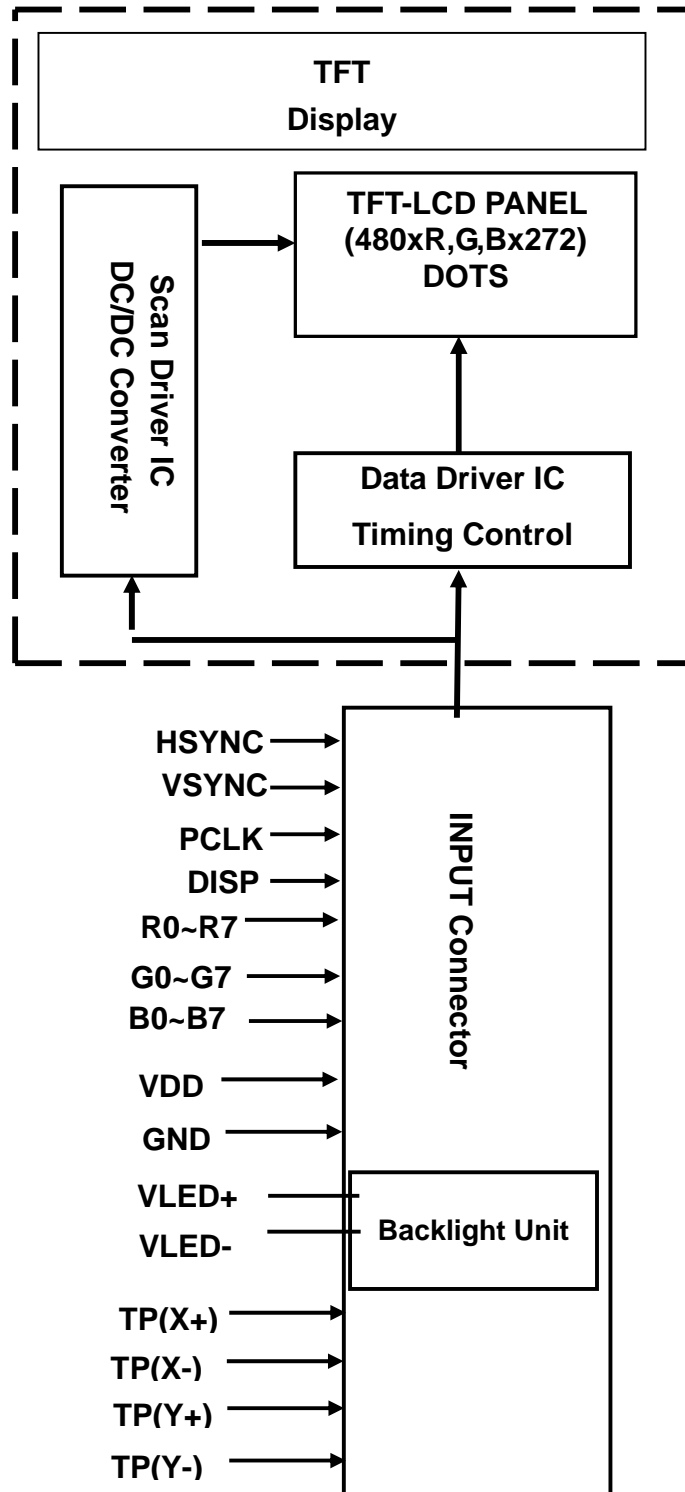 TFT
Display
TFT-LCD PANEL
(480xR,G,Bx272)
DOTS
Scan Driver IC
DC/DC Converter
Data Driver IC
Timing Control
HSYNC
VSYNC
PCLK
DISP
R0~R7
G0~G7
B0~B7
VDD
GND
VLED+
VLED-
INPUT Connector
Backlight Unit
TP(X+)
TP(X-)
TP(Y+)
TP(Y-)